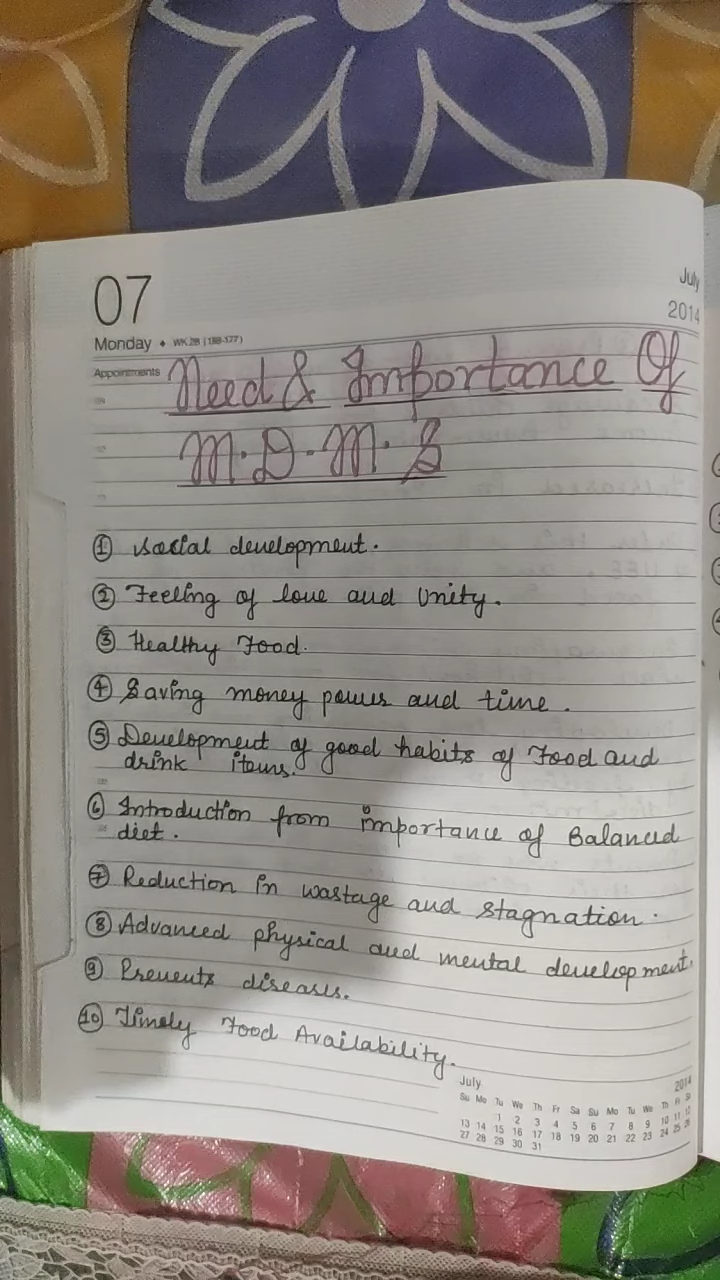 07
July
2014
Monday ♦ WK 28 (188-177)
Appointments
Need & Importance Of
M.D.M.S
① Social development.
② Feeling of love and Unity.
③ Healthy Food.
④ Saving money power and time.
⑤ Development of good habits of Food and
drink items.
⑥ Introduction from importance of Balanced
diet.
⑦ Reduction in wastage and stagnation.
⑧ Advanced physical and mental development.
⑨ Prevents diseases.
⑩ Timely Food Availability.
July 2014
Su Mo Tu We Th Fr Sa Su Mo Tu We Th Fr Sa
1 2 3 4 5 6 7 8 9 10 11 12
13 14 15 16 17 18 19 20 21 22 23 24 25 26
27 28 29 30 31